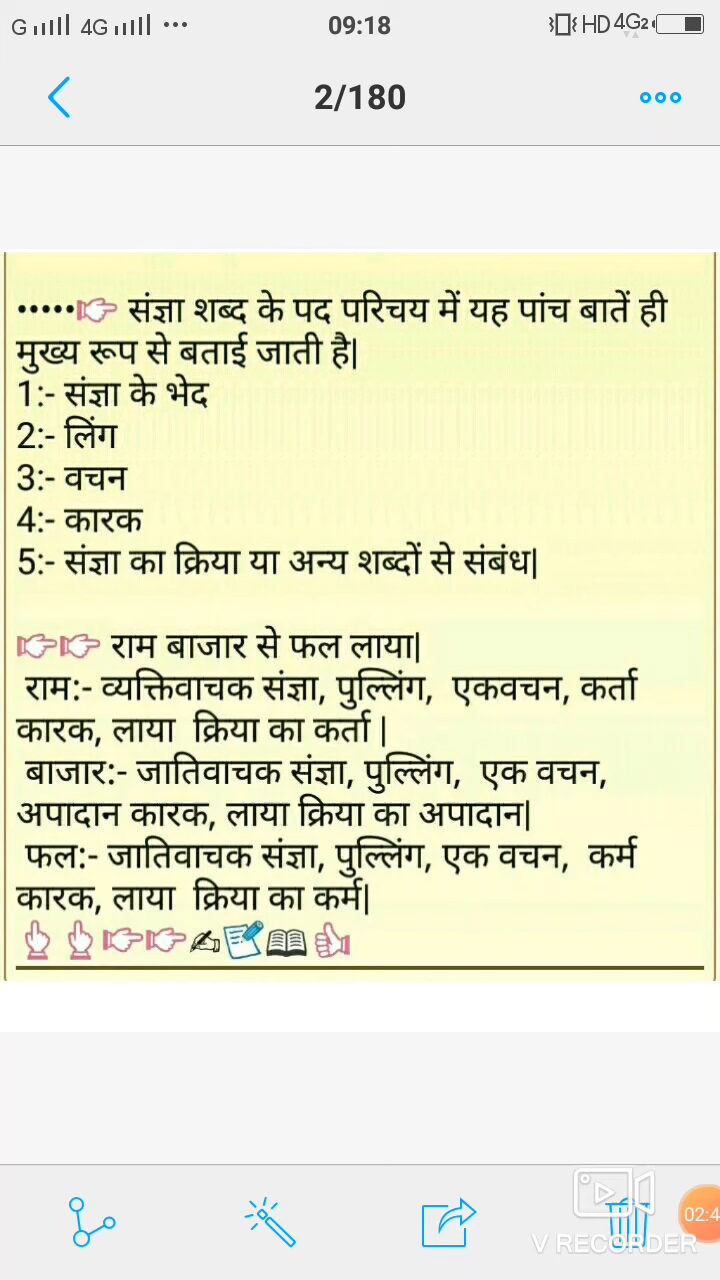 G 4G ••• 09:18 HD 4G2
2/180
•••••👉 संज्ञा शब्द के पद परिचय में यह पांच बातें ही
मुख्य रूप से बताई जाती है|
1:- संज्ञा के भेद
2:- लिंग
3:- वचन
4:- कारक
5:- संज्ञा का क्रिया या अन्य शब्दों से संबंध|
👉👉 राम बाजार से फल लाया|
राम:- व्यक्तिवाचक संज्ञा, पुल्लिंग, एकवचन, कर्ता
कारक, लाया क्रिया का कर्ता |
बाजार:- जातिवाचक संज्ञा, पुल्लिंग, एक वचन,
अपादान कारक, लाया क्रिया का अपादान|
फल:- जातिवाचक संज्ञा, पुल्लिंग, एक वचन, कर्म
कारक, लाया क्रिया का कर्म|
👆👆👉👉✍📝📖👍
02:4
V RECORDER